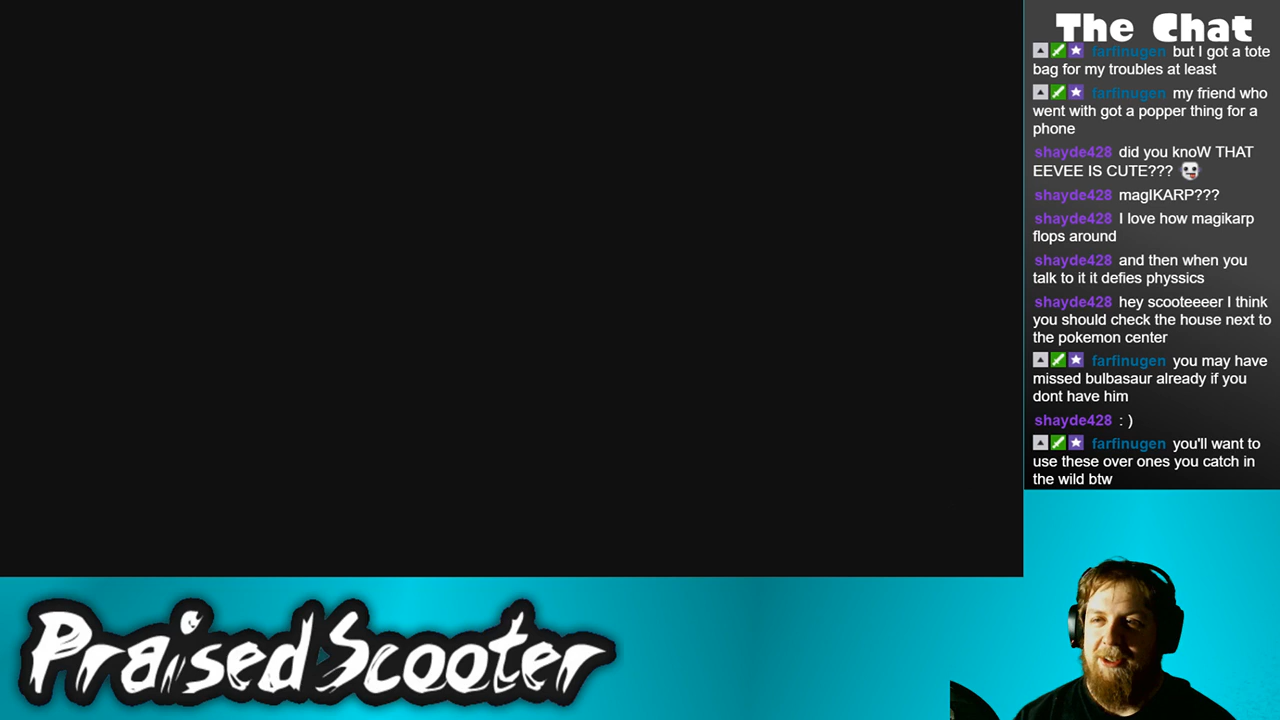 The Chat
farfinugen but I got a tote
bag for my troubles at least
farfinugen my friend who
went with got a popper thing for a
phone
shayde428 did you knoW THAT
EEVEE IS CUTE???
shayde428 magIKARP???
shayde428 I love how magikarp
flops around
shayde428 and then when you
talk to it it defies physsics
shayde428 hey scooteeeer I think
you should check the house next to
the pokemon center
farfinugen you may have
missed bulbasaur already if you
dont have him
shayde428 : )
farfinugen you'll want to
use these over ones you catch in
the wild btw
PraisedScooter